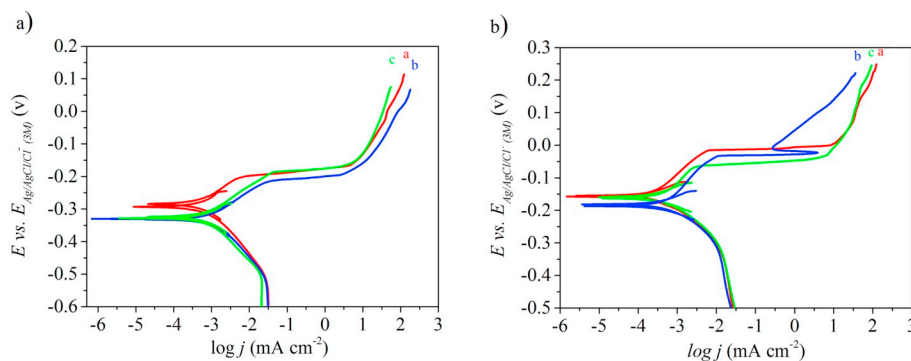 a)
0.2
0.1
0.0
-0.1
-0.2
-0.3
-0.4
-0.5
-0.6
E vs. E Ag/AgCl/Cl⁻ (3M) (v)
c
a
b
-6 -5 -4 -3 -2 -1 0 1 2 3
log j (mA cm⁻²)
b)
0.3
0.2
0.1
0.0
-0.1
-0.2
-0.3
-0.4
-0.5
E vs. E Ag/AgCl/Cl⁻ (3M) (v)
b
c a
-6 -5 -4 -3 -2 -1 0 1 2 3
log j (mA cm⁻²)